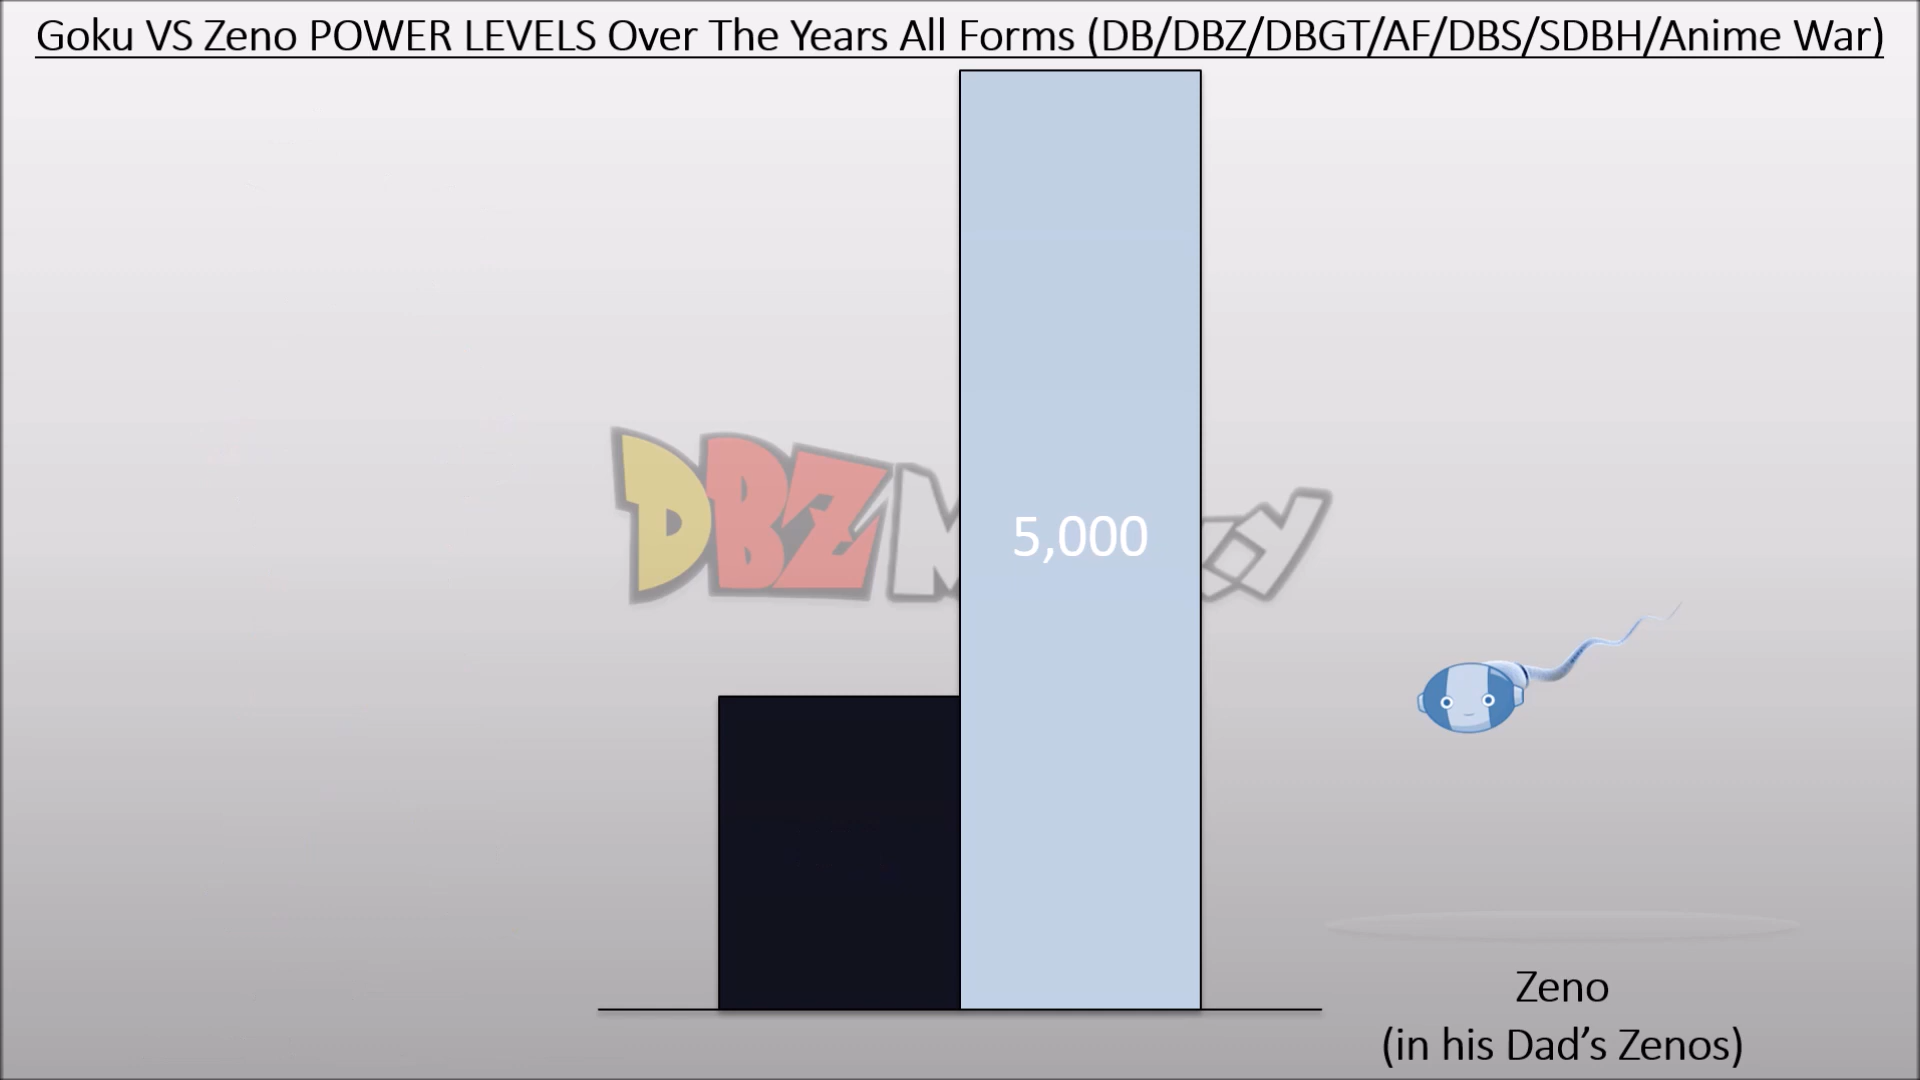 Goku VS Zeno POWER LEVELS Over The Years All Forms (DB/DBZ/DBGT/AF/DBS/SDBH/Anime War)
DBZ
5,000
Zeno
(in his Dad’s Zenos)